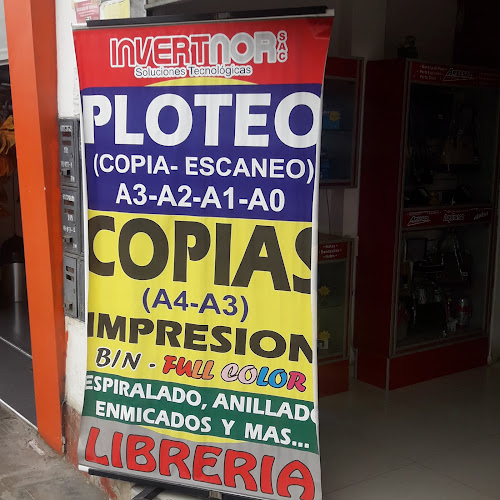 INVERTNOR SAC
Soluciones Tecnológicas
PLOTEO
(COPIA- ESCANEO)
A3-A2-A1-A0
COPIAS
(A4-A3)
IMPRESION
B/N - FULL COLOR
ESPIRALADO, ANILLADO
ENMICADOS Y MAS...
LIBRERIA